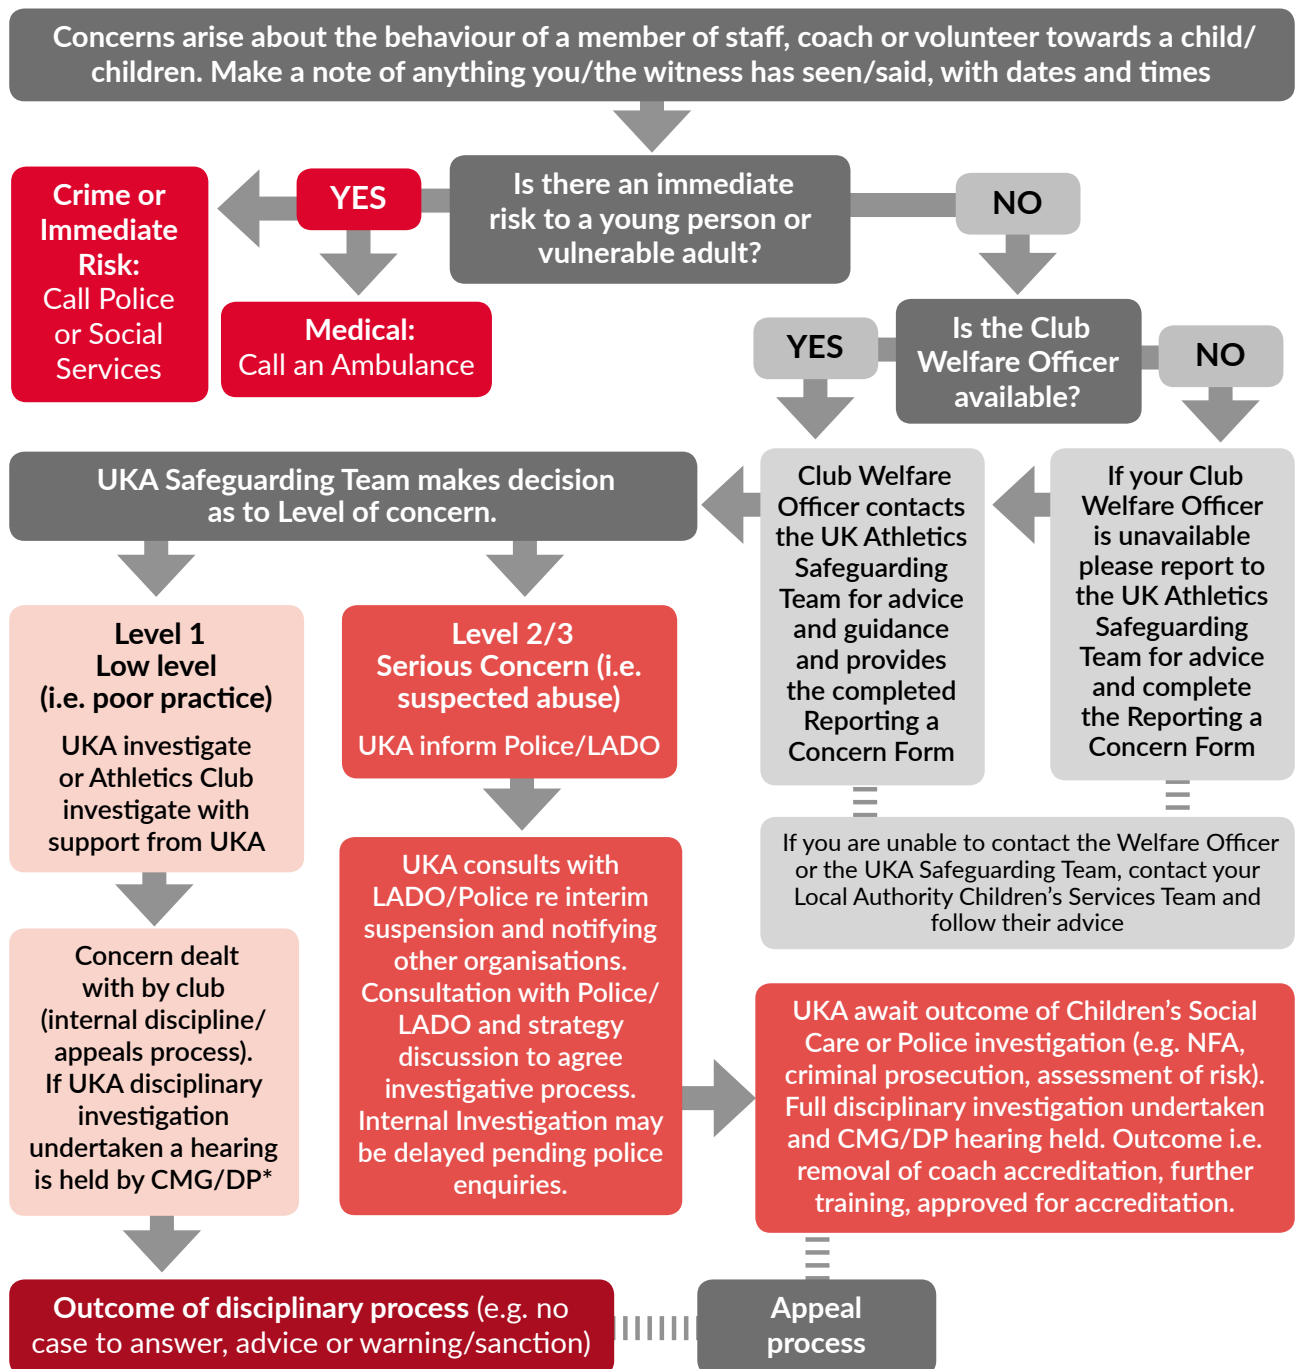 Concerns arise about the behaviour of a member of staff, coach or volunteer towards a child/
children. Make a note of anything you/the witness has seen/said, with dates and times
Is there an immediate
risk to a young person or
vulnerable adult?
YES
NO
Crime or
Immediate
Risk:
Call Police
or Social
Services
Medical:
Call an Ambulance
Is the Club
Welfare Officer
available?
YES
NO
Club Welfare
Officer contacts
the UK Athletics
Safeguarding
Team for advice
and guidance
and provides
the completed
Reporting a
Concern Form
If your Club
Welfare Officer
is unavailable
please report to
the UK Athletics
Safeguarding
Team for advice
and complete
the Reporting a
Concern Form
If you are unable to contact the Welfare Officer
or the UKA Safeguarding Team, contact your
Local Authority Children’s Services Team and
follow their advice
UKA Safeguarding Team makes decision
as to Level of concern.
Level 1
Low level
(i.e. poor practice)
UKA investigate
or Athletics Club
investigate with
support from UKA
Concern dealt
with by club
(internal discipline/
appeals process).
If UKA disciplinary
investigation
undertaken a hearing
is held by CMG/DP*
Level 2/3
Serious Concern (i.e.
suspected abuse)
UKA inform Police/LADO
UKA consults with
LADO/Police re interim
suspension and notifying
other organisations.
Consultation with Police/
LADO and strategy
discussion to agree
investigative process.
Internal Investigation may
be delayed pending police
enquiries.
UKA await outcome of Children’s Social
Care or Police investigation (e.g. NFA,
criminal prosecution, assessment of risk).
Full disciplinary investigation undertaken
and CMG/DP hearing held. Outcome i.e.
removal of coach accreditation, further
training, approved for accreditation.
Outcome of disciplinary process (e.g. no
case to answer, advice or warning/sanction)
Appeal
process